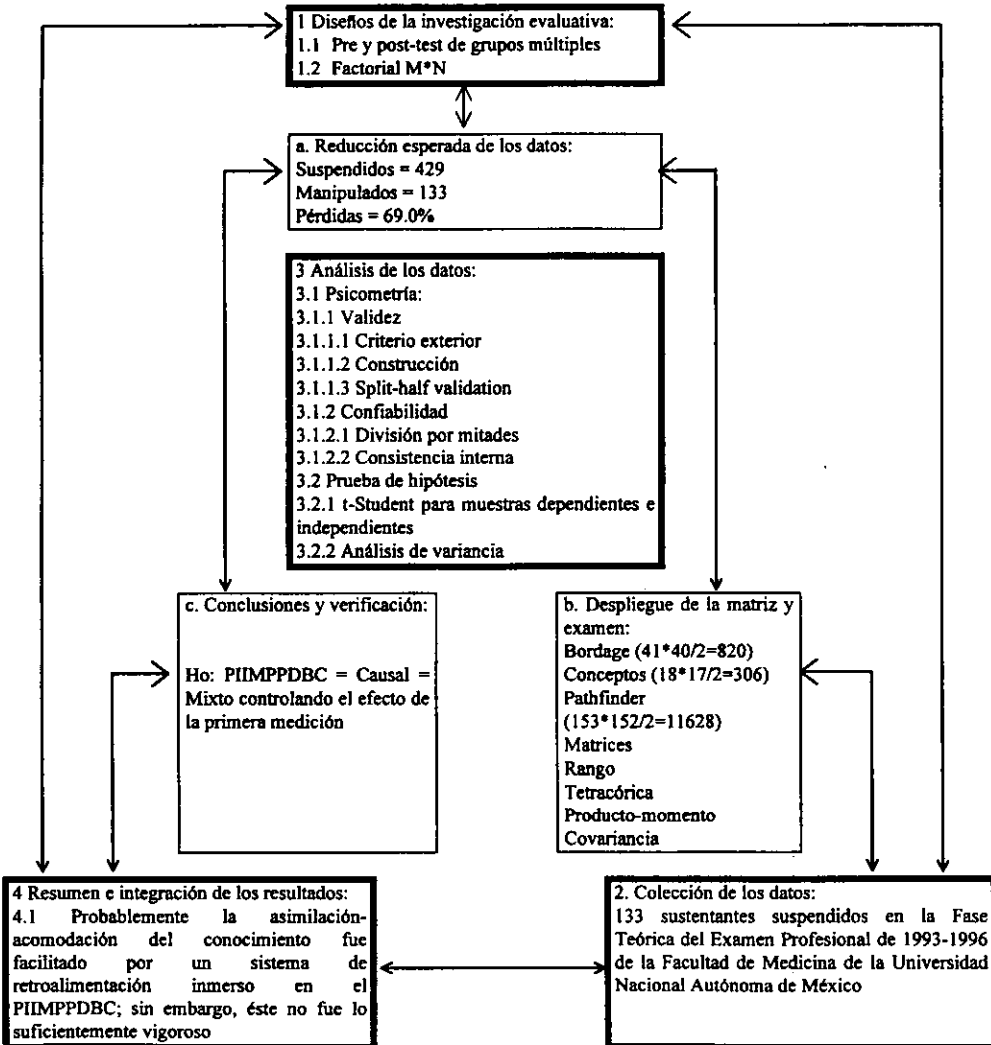 1 Diseños de la investigación evaluativa:
1.1 Pre y post-test de grupos múltiples
1.2 Factorial M*N
a. Reducción esperada de los datos:
Suspendidos = 429
Manipulados = 133
Pérdidas = 69.0%
3 Análisis de los datos:
3.1 Psicometría:
3.1.1 Validez
3.1.1.1 Criterio exterior
3.1.1.2 Construcción
3.1.1.3 Split-half validation
3.1.2 Confiabilidad
3.1.2.1 División por mitades
3.1.2.2 Consistencia interna
3.2 Prueba de hipótesis
3.2.1 t-Student para muestras dependientes e
independientes
3.2.2 Análisis de variancia
c. Conclusiones y verificación:
Ho: PIIMPPDBC = Causal =
Mixto controlando el efecto de
la primera medición
b. Despliegue de la matriz y
examen:
Bordage (41*40/2=820)
Conceptos (18*17/2=306)
Pathfinder
(153*152/2=11628)
Matrices
Rango
Tetracórica
Producto-momento
Covariancia
4 Resumen e integración de los resultados:
4.1 Probablemente la asimilación-
acomodación del conocimiento fue
facilitado por un sistema de
retroalimentación inmerso en el
PIIMPPDBC; sin embargo, éste no fue lo
suficientemente vigoroso
2. Colección de los datos:
133 sustentantes suspendidos en la Fase
Teórica del Examen Profesional de 1993-1996
de la Facultad de Medicina de la Universidad
Nacional Autónoma de México